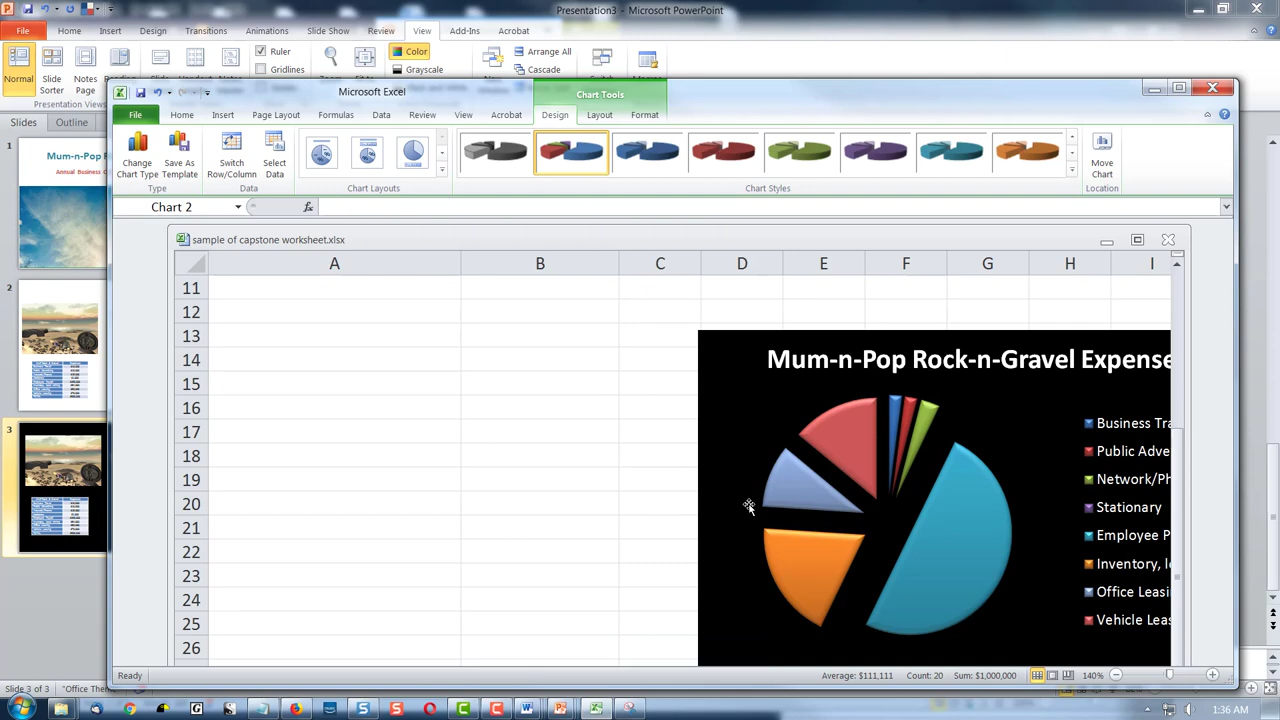 Presentation3 - Microsoft PowerPoint
File Home Insert Design Transitions Animations Slide Show Review View Add-Ins Acrobat
Ruler
Gridlines
Color
Grayscale
Arrange All
Cascade
Normal
Slide Sorter
Notes Page
Presentation Views
Slides Outline
1
2
3
Microsoft Excel
Chart Tools
File Home Insert Page Layout Formulas Data Review View Acrobat Design Layout Format
Change Chart Type
Save As Template
Switch Row/Column
Select Data
Move Chart
Type Data Chart Layouts Chart Styles Location
Chart 2
fx
sample of capstone worksheet.xlsx
A B C D E F G H I
11
12
13
14
15
16
17
18
19
20
21
22
23
24
25
26
Mum-n-Pop Rock-n-Gravel Expense
Business Tra
Public Adve
Network/Ph
Stationary
Employee P
Inventory, I
Office Leasi
Vehicle Leas
Ready
Average: $111,111 Count: 20 Sum: $1,000,000
140%
Slide 3 of 3
1:36 AM